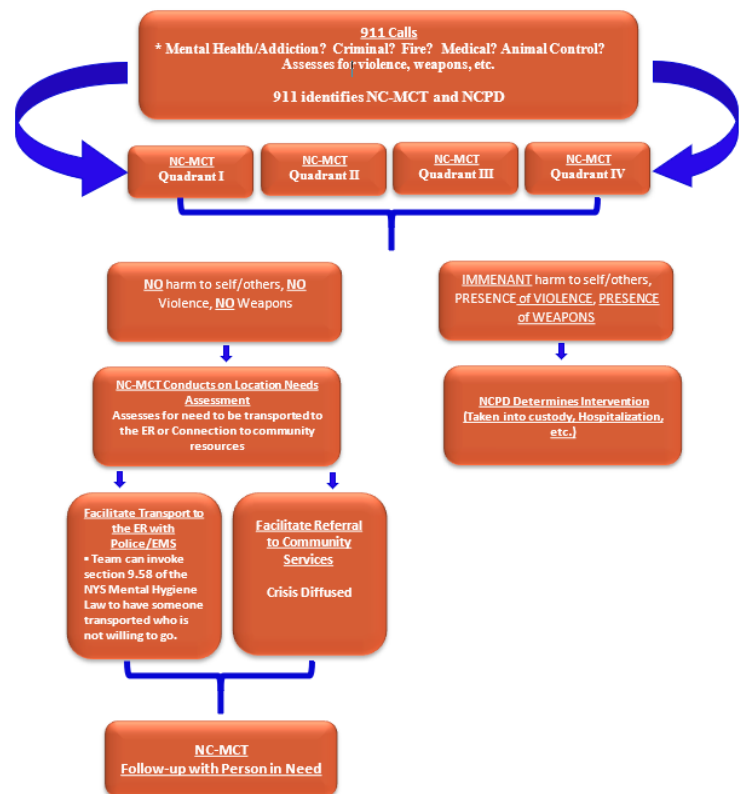 911 Calls
* Mental Health/Addiction? Criminal? Fire? Medical? Animal Control?
Assesses for violence, weapons, etc.
911 identifies NC-MCT and NCPD
NC-MCT
Quadrant I
NC-MCT
Quadrant II
NC-MCT
Quadrant III
NC-MCT
Quadrant IV
NO harm to self/others, NO
Violence, NO Weapons
IMMENANT harm to self/others,
PRESENCE of VIOLENCE, PRESENCE
of WEAPONS
NC-MCT Conducts on Location Needs
Assessment
Assesses for need to be transported to
the ER or Connection to community
resources
NCPD Determines Intervention
(Taken into custody, Hospitalization,
etc.)
Facilitate Transport to
the ER with
Police/EMS
▪ Team can invoke
section 9.58 of the
NYS Mental Hygiene
Law to have someone
transported who is
not willing to go.
Facilitate Referral
to Community
Services
Crisis Diffused
NC-MCT
Follow-up with Person in Need